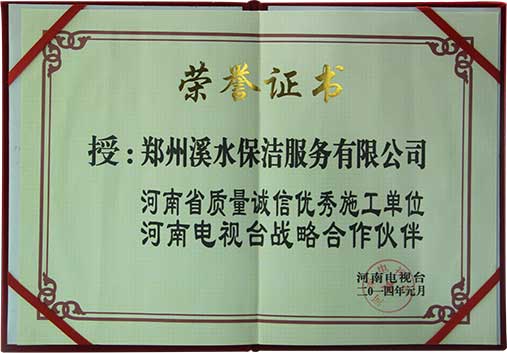 荣誉证书
授：郑州溪水保洁服务有限公司
河南省质量诚信优秀施工单位
河南电视台战略合作伙伴
河南电视台
二〇一四年元月